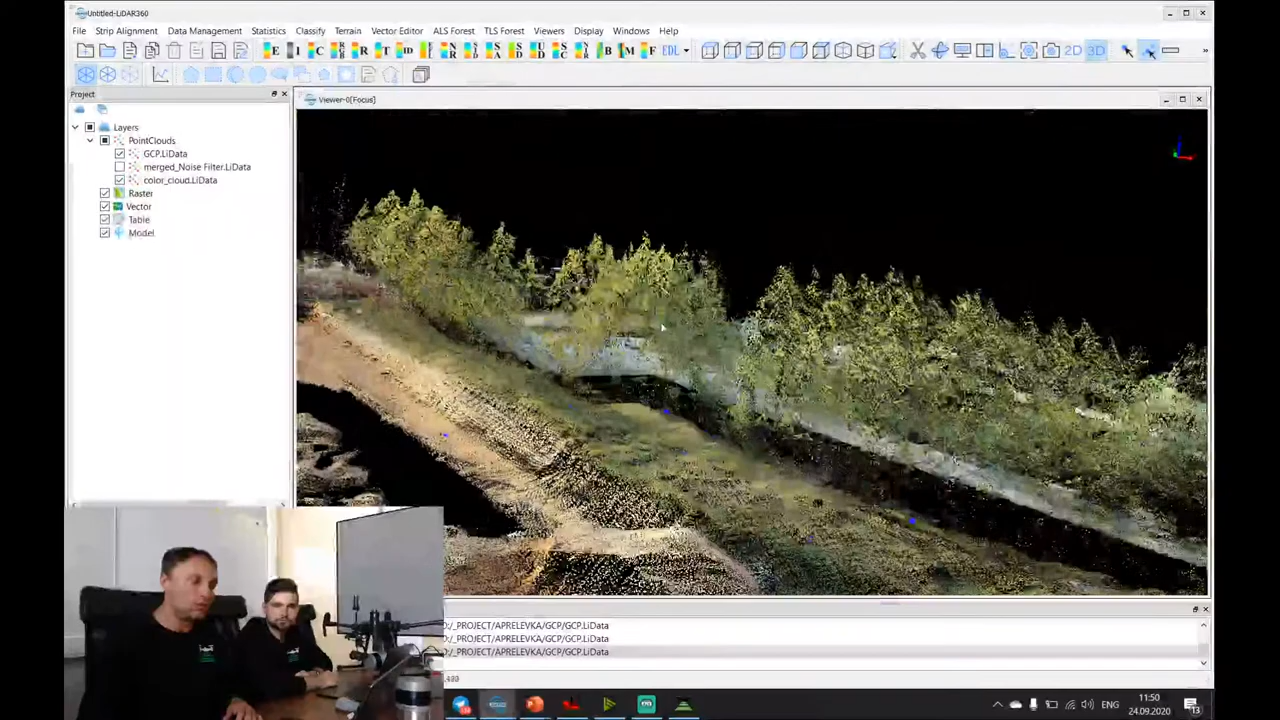 Untitled-LiDAR360
File Strip Alignment Data Management Statistics Classify Terrain Vector Editor ALS Forest TLS Forest Viewers Display Windows Help
EDL 2D 3D
Project
Viewer-0[Focus]
Layers
PointClouds
GCP.LiData
merged_Noise Filter.LiData
color_cloud.LiData
Raster
Vector
Table
Model
:/_PROJECT/APRELEVKA/GCP/GCP.LiData
:/_PROJECT/APRELEVKA/GCP/GCP.LiData
:/_PROJECT/APRELEVKA/GCP/GCP.LiData
ENG
11:50
24.09.2020